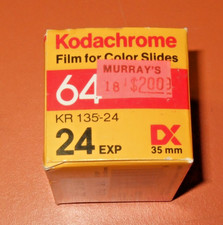 Kodachrome
Film for Color Slides
MURRAY'S
64
KR 135-24
24 EXP
DX
35 mm